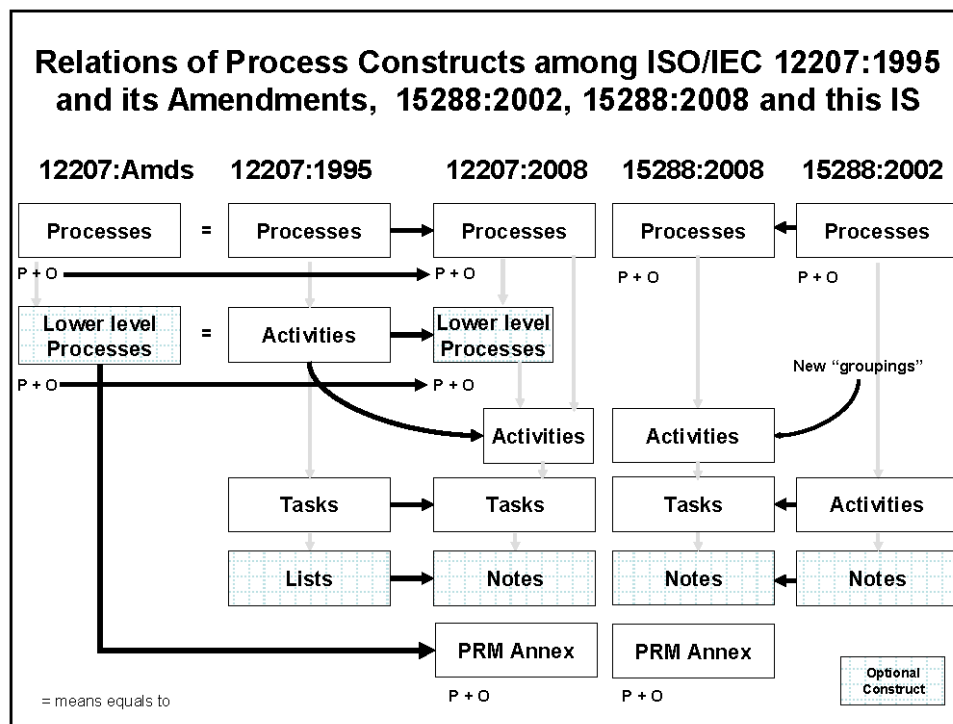 Relations of Process Constructs among ISO/IEC 12207:1995
and its Amendments, 15288:2002, 15288:2008 and this IS
12207:Amds
12207:1995
12207:2008
15288:2008
15288:2002
Processes
=
Processes
Processes
Processes
Processes
P + O
P + O
P + O
P + O
Lower level
Processes
=
Activities
Lower level
Processes
New “groupings”
P + O
P + O
Activities
Activities
Tasks
Tasks
Tasks
Activities
Lists
Notes
Notes
Notes
PRM Annex
PRM Annex
P + O
P + O
Optional
Construct
= means equals to